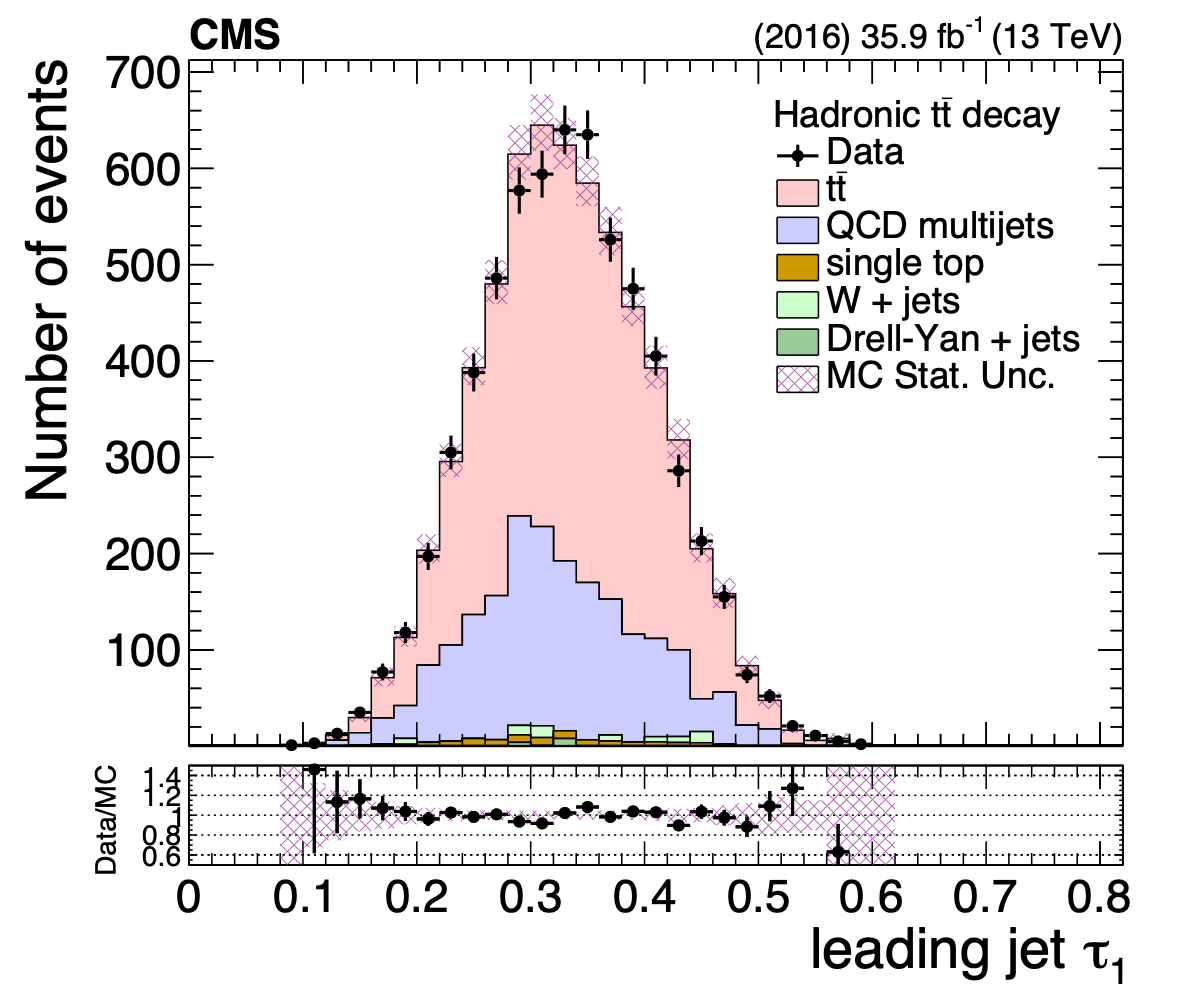 CMS (2016) 35.9 fb⁻¹ (13 TeV)
Number of events
700
600
500
400
300
200
100
Hadronic tt̄ decay
Data
tt̄
QCD multijets
single top
W + jets
Drell-Yan + jets
MC Stat. Unc.
Data/MC
1.4
1.2
1
0.8
0.6
0 0.1 0.2 0.3 0.4 0.5 0.6 0.7 0.8
leading jet τ₁